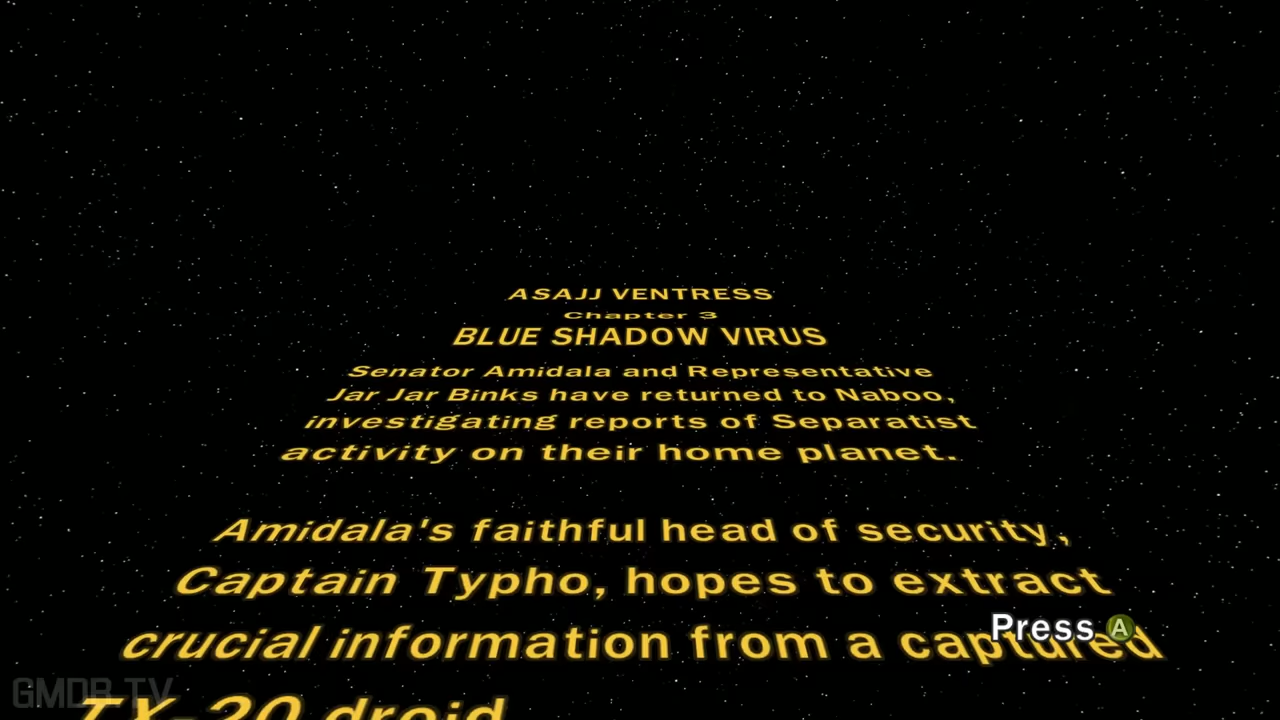 ASAJJ VENTRESS
Chapter 3
BLUE SHADOW VIRUS
Senator Amidala and Representative
Jar Jar Binks have returned to Naboo,
investigating reports of Separatist
activity on their home planet.
Amidala's faithful head of security,
Captain Typho, hopes to extract
crucial information from a captured
Press A
TX-20 droid
GMDB.TV